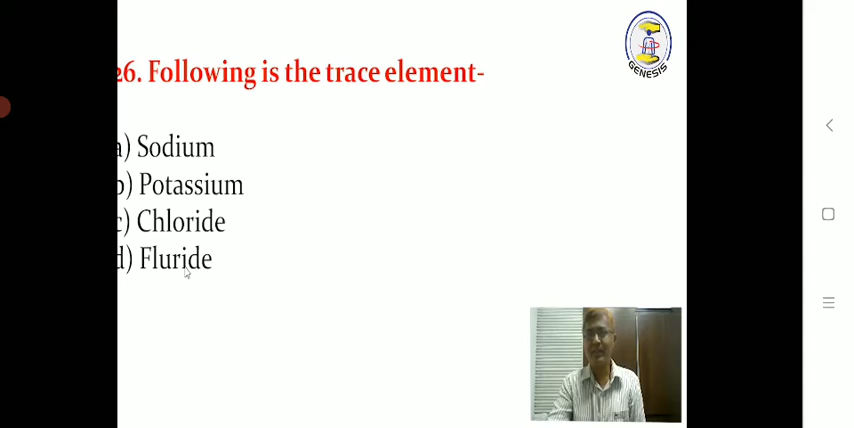 26. Following is the trace element-
GENESIS
a) Sodium
b) Potassium
c) Chloride
d) Fluride